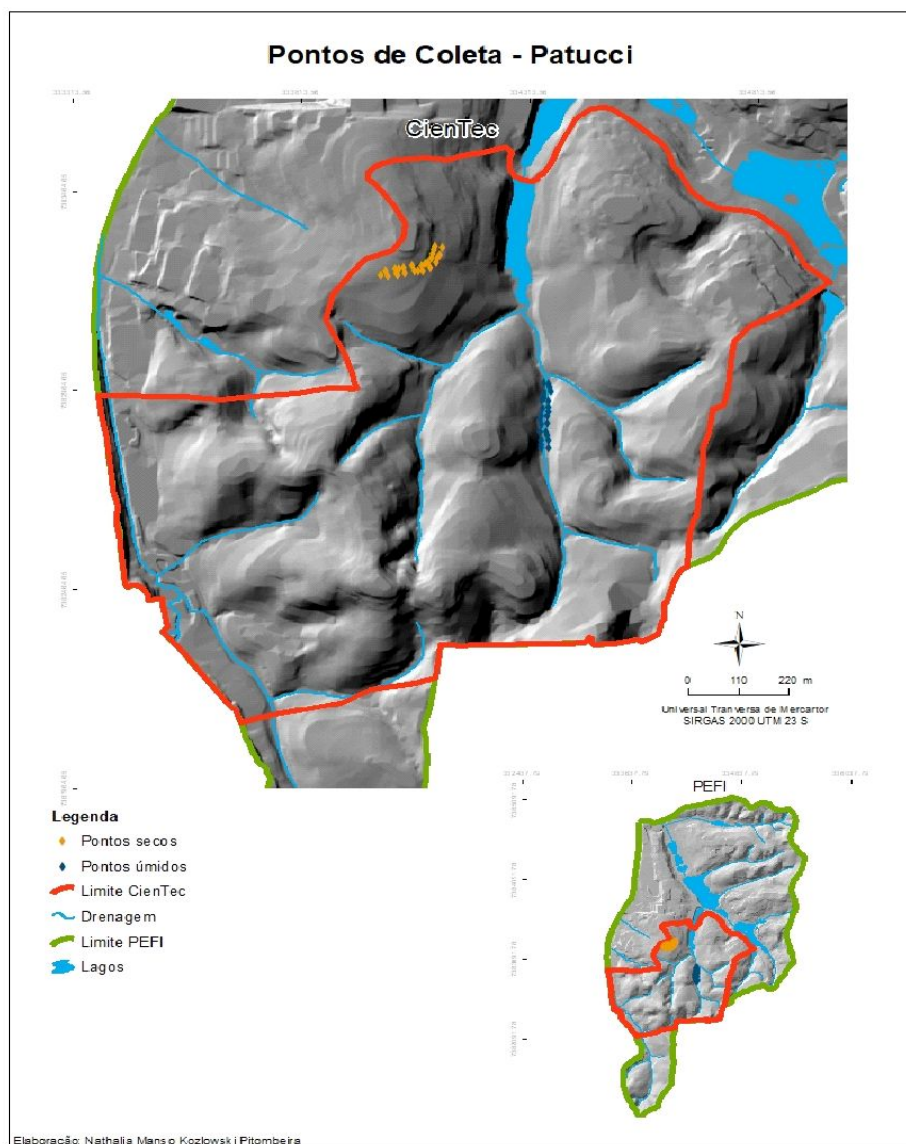 Pontos de Coleta - Patucci
CienTec
N
0 110 220 m
Universal Tranversa de Mercartor
SIRGAS 2000 UTM 23 S
PEFI
Legenda
Pontos secos
Pontos úmidos
Limite CienTec
Drenagem
Limite PEFI
Lagos
Elaboração: Nathalia Manso Kozlowski Pitombeira